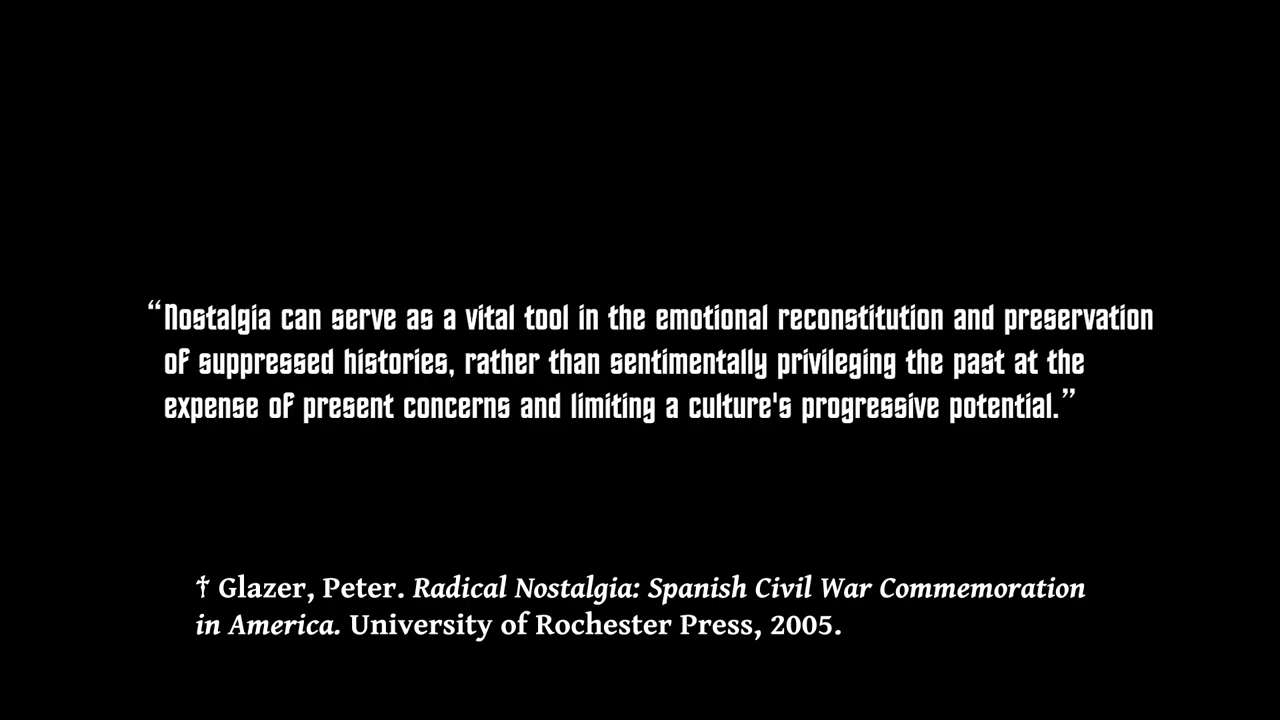 “Nostalgia can serve as a vital tool in the emotional reconstitution and preservation
of suppressed histories, rather than sentimentally privileging the past at the
expense of present concerns and limiting a culture's progressive potential.”
† Glazer, Peter. Radical Nostalgia: Spanish Civil War Commemoration
in America. University of Rochester Press, 2005.